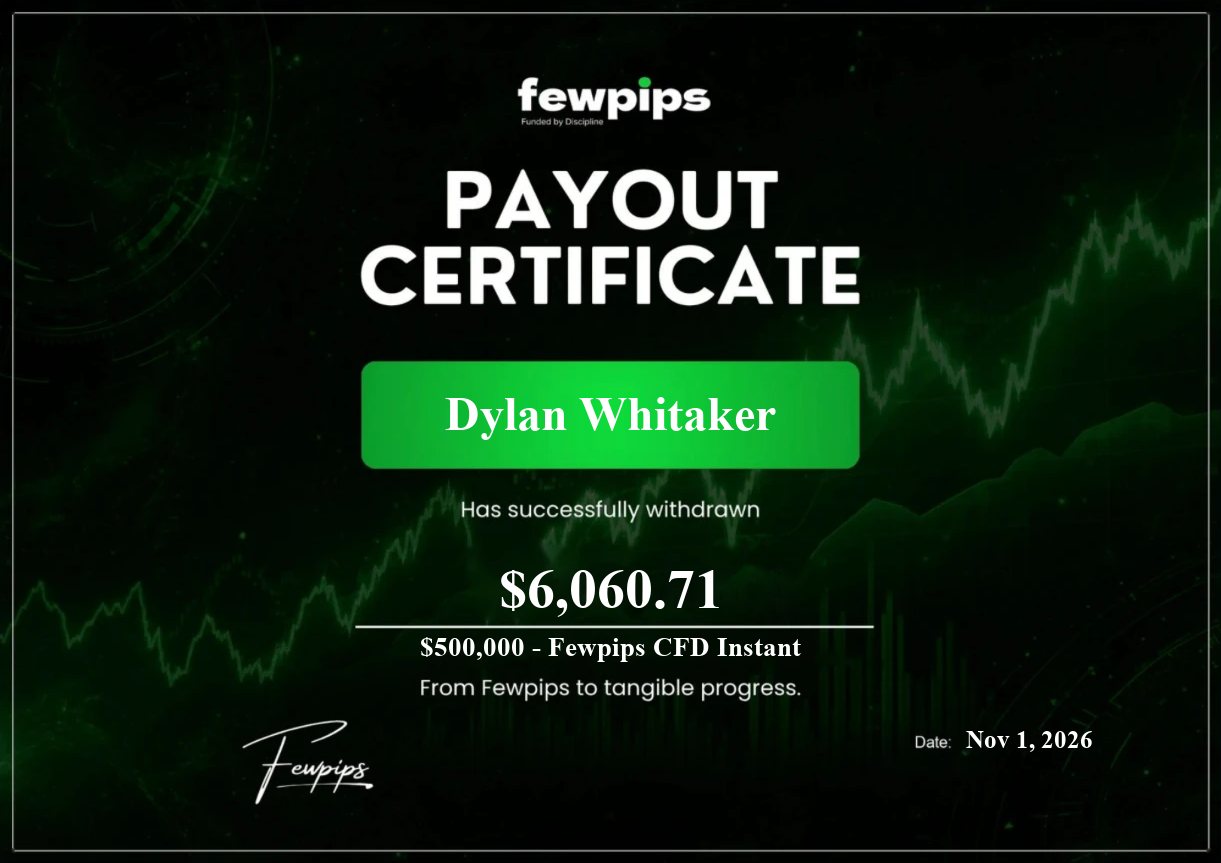 fewpips
Funded by Discipline
PAYOUT
CERTIFICATE
Dylan Whitaker
Has successfully withdrawn
$6,060.71
$500,000 - Fewpips CFD Instant
From Fewpips to tangible progress.
Fewpips
Date: Nov 1, 2026